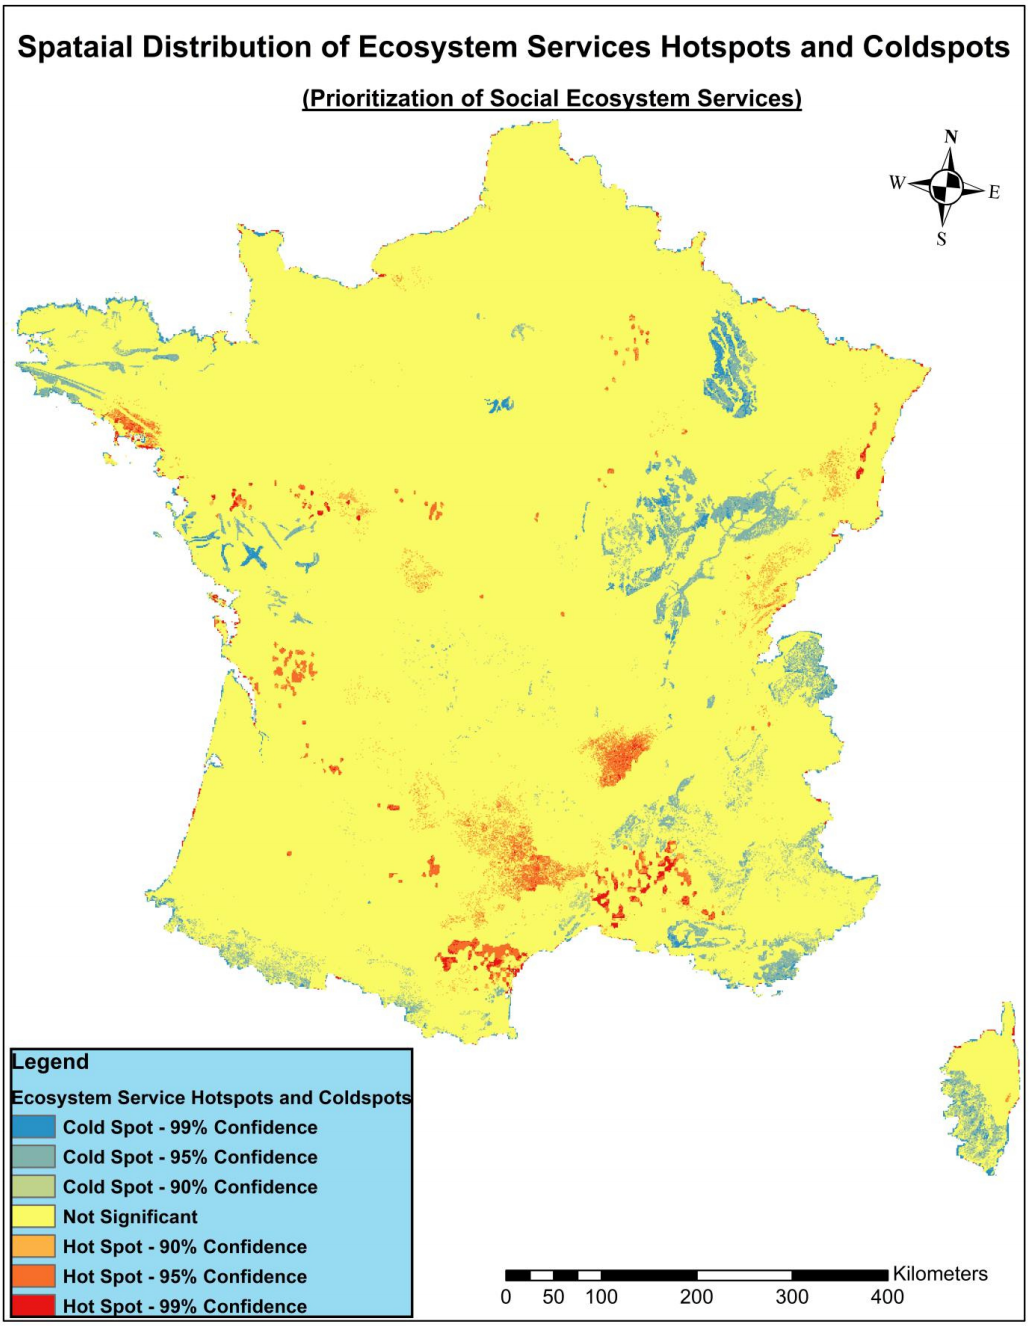 Spataial Distribution of Ecosystem Services Hotspots and Coldspots
(Prioritization of Social Ecosystem Services)
N
W
E
S
Legend
Ecosystem Service Hotspots and Coldspots
Cold Spot - 99% Confidence
Cold Spot - 95% Confidence
Cold Spot - 90% Confidence
Not Significant
Hot Spot - 90% Confidence
Hot Spot - 95% Confidence
Hot Spot - 99% Confidence
Kilometers
0 50 100 200 300 400